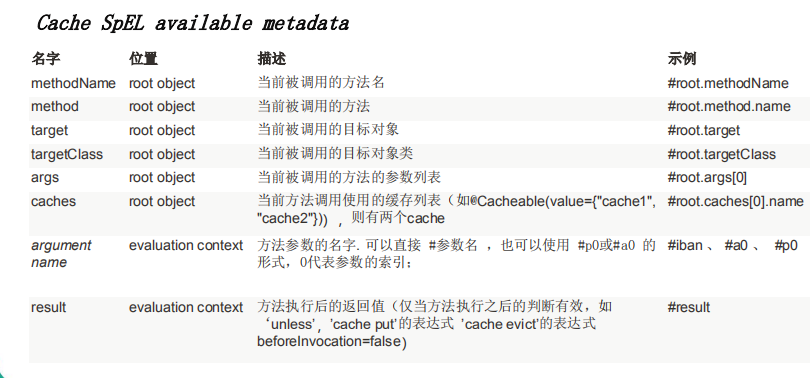 Cache SpEL available metadata
名字 位置 描述 示例
methodName root object 当前被调用的方法名 #root.methodName
method root object 当前被调用的方法 #root.method.name
target root object 当前被调用的目标对象 #root.target
targetClass root object 当前被调用的目标对象类 #root.targetClass
args root object 当前被调用的方法的参数列表 #root.args[0]
caches root object 当前方法调用使用的缓存列表（如@Cacheable(value={"cache1", #root.caches[0].name
"cache2"})），则有两个cache
argument evaluation context 方法参数的名字. 可以直接 #参数名 ，也可以使用 #p0或#a0 的 #iban 、 #a0 、 #p0
name 形式，0代表参数的索引；
result evaluation context 方法执行后的返回值（仅当方法执行之后的判断有效，如 #result
‘unless’，'cache put'的表达式 'cache evict'的表达式
beforeInvocation=false）